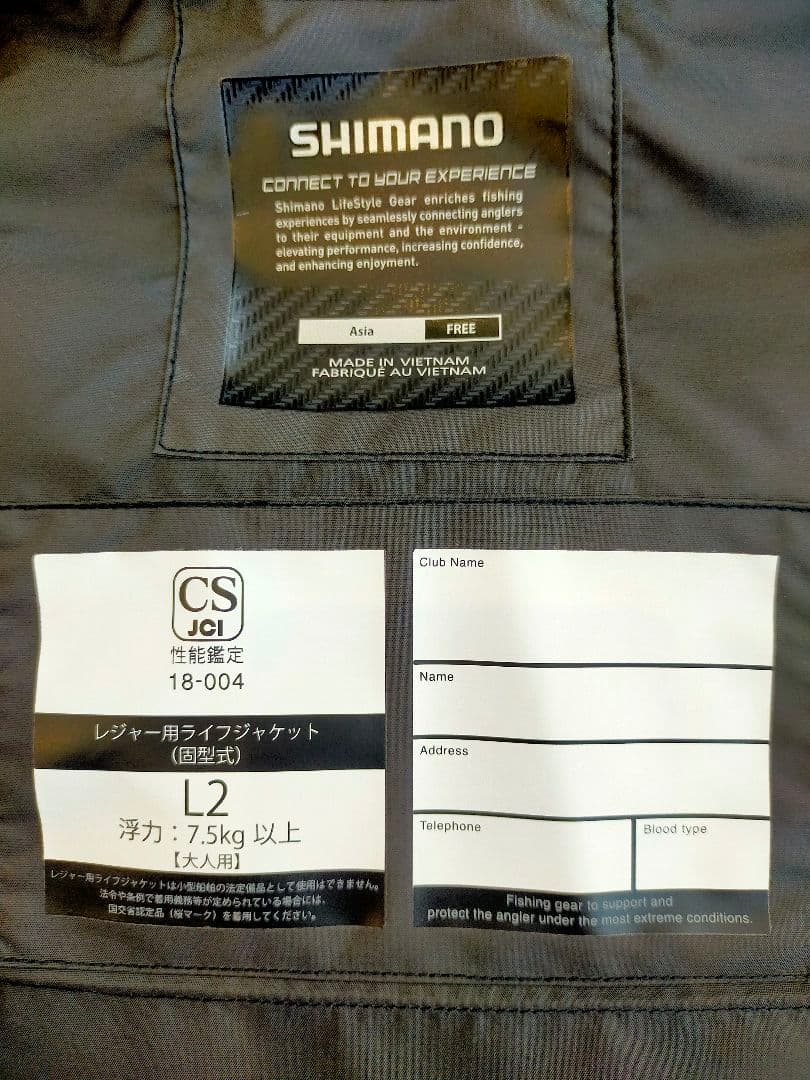 SHIMANO
CONNECT TO YOUR EXPERIENCE
Shimano LifeStyle Gear enriches fishing
experiences by seamlessly connecting anglers
to their equipment and the environment -
elevating performance, increasing confidence,
and enhancing enjoyment.
Asia FREE
MADE IN VIETNAM
FABRIQUÉ AU VIETNAM
CS
JCI
性能鑑定
18-004
レジャー用ライフジャケット
(固型式)
L2
浮力:7.5kg 以上
【大人用】
レジャー用ライフジャケットは小型船舶の法定備品として使用はできません。
法令や条例で着用義務等が定められている場合には、
国交省認定品(桜マーク)を着用してください。
Club Name
Name
Address
Telephone
Blood type
Fishing gear to support and
protect the angler under the most extreme conditions.